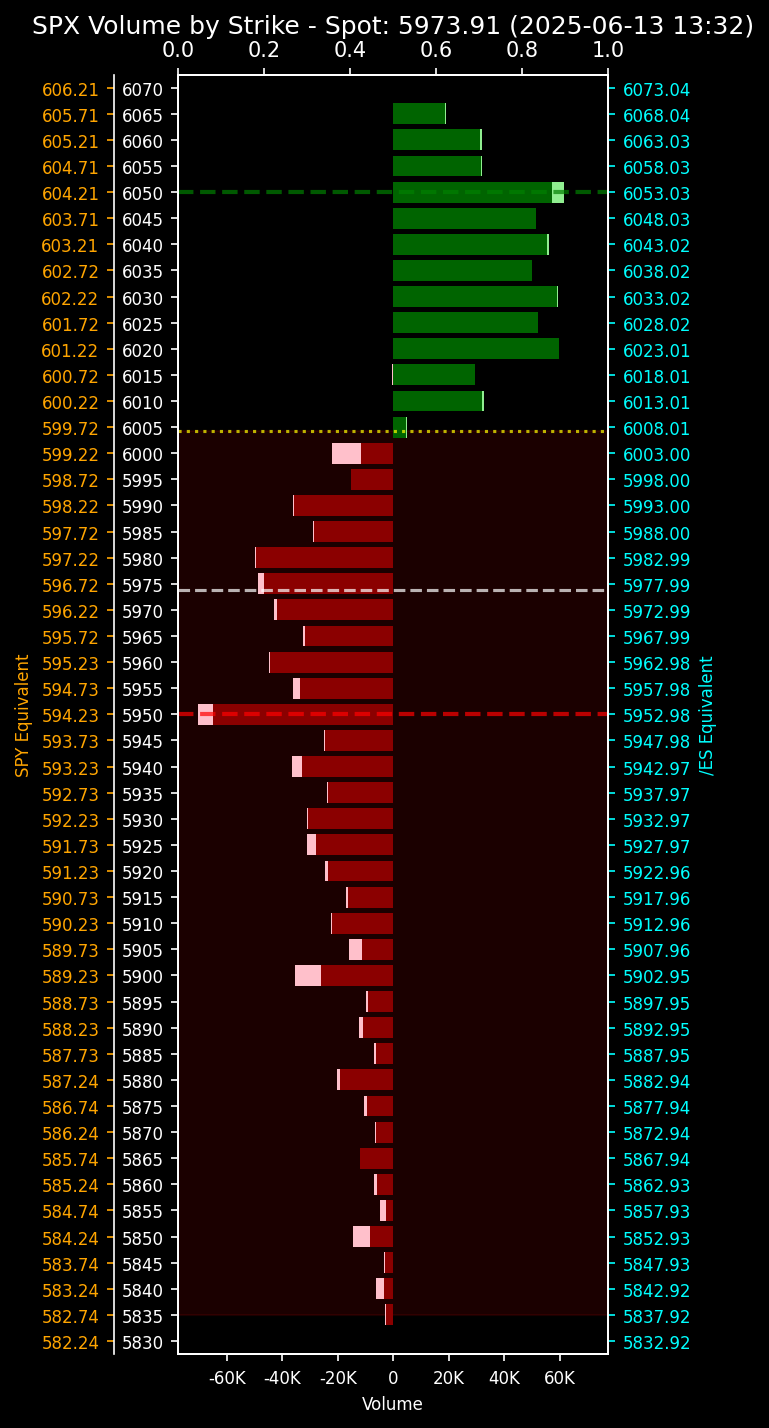 SPX Volume by Strike - Spot: 5973.91 (2025-06-13 13:32)
0.0 0.2 0.4 0.6 0.8 1.0
606.21 6070 6073.04
605.71 6065 6068.04
605.21 6060 6063.03
604.71 6055 6058.03
604.21 6050 6053.03
603.71 6045 6048.03
603.21 6040 6043.02
602.72 6035 6038.02
602.22 6030 6033.02
601.72 6025 6028.02
601.22 6020 6023.01
600.72 6015 6018.01
600.22 6010 6013.01
599.72 6005 6008.01
599.22 6000 6003.00
598.72 5995 5998.00
598.22 5990 5993.00
597.72 5985 5988.00
597.22 5980 5982.99
596.72 5975 5977.99
596.22 5970 5972.99
595.72 5965 5967.99
595.23 5960 5962.98
594.73 5955 5957.98
594.23 5950 5952.98
593.73 5945 5947.98
593.23 5940 5942.97
592.73 5935 5937.97
592.23 5930 5932.97
591.73 5925 5927.97
591.23 5920 5922.96
590.73 5915 5917.96
590.23 5910 5912.96
589.73 5905 5907.96
589.23 5900 5902.95
588.73 5895 5897.95
588.23 5890 5892.95
587.73 5885 5887.95
587.24 5880 5882.94
586.74 5875 5877.94
586.24 5870 5872.94
585.74 5865 5867.94
585.24 5860 5862.93
584.74 5855 5857.93
584.24 5850 5852.93
583.74 5845 5847.93
583.24 5840 5842.92
582.74 5835 5837.92
582.24 5830 5832.92
SPY Equivalent
/ES Equivalent
-60K -40K -20K 0 20K 40K 60K
Volume